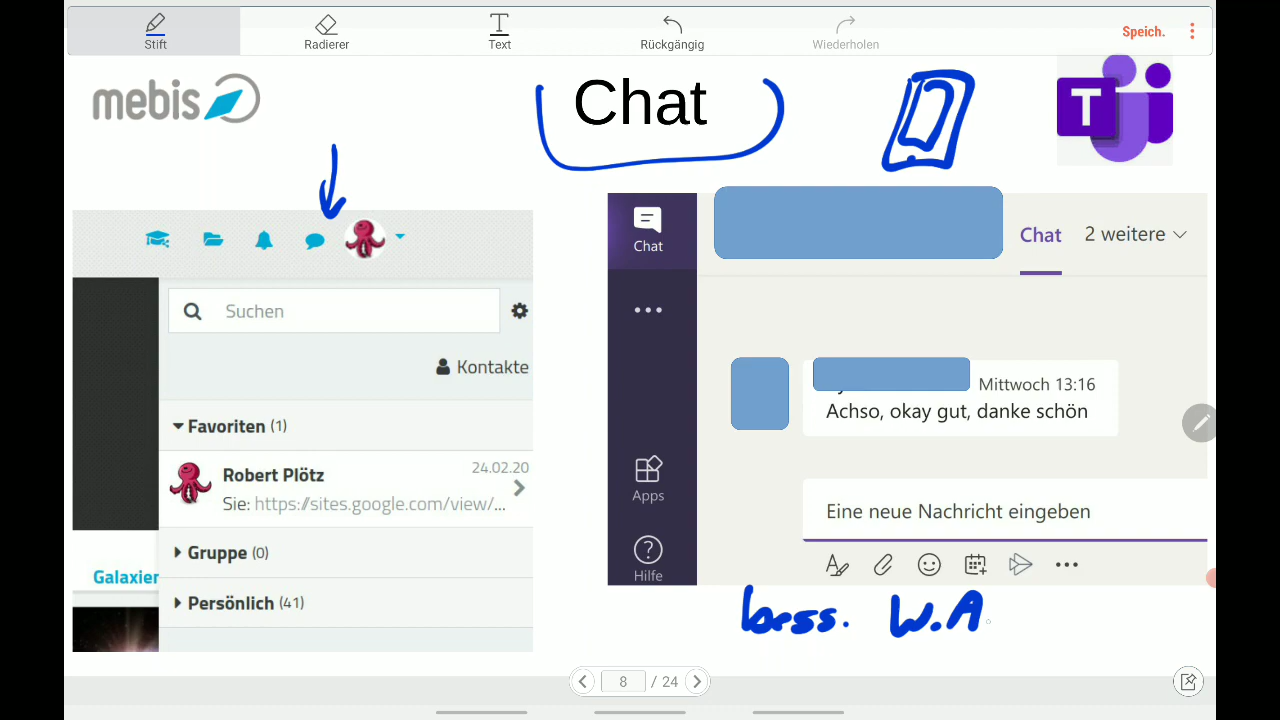 Stift
Radierer
Text
Rückgängig
Wiederholen
Speich.
mebis
Chat
T
Chat
Chat
2 weitere
Suchen
Kontakte
Favoriten (1)
Robert Plötz
24.02.20
Sie: https://sites.google.com/view/...
Gruppe (0)
Persönlich (41)
Galaxien
Mittwoch 13:16
Achso, okay gut, danke schön
Eine neue Nachricht eingeben
Apps
Hilfe
bess. W.A
8 / 24